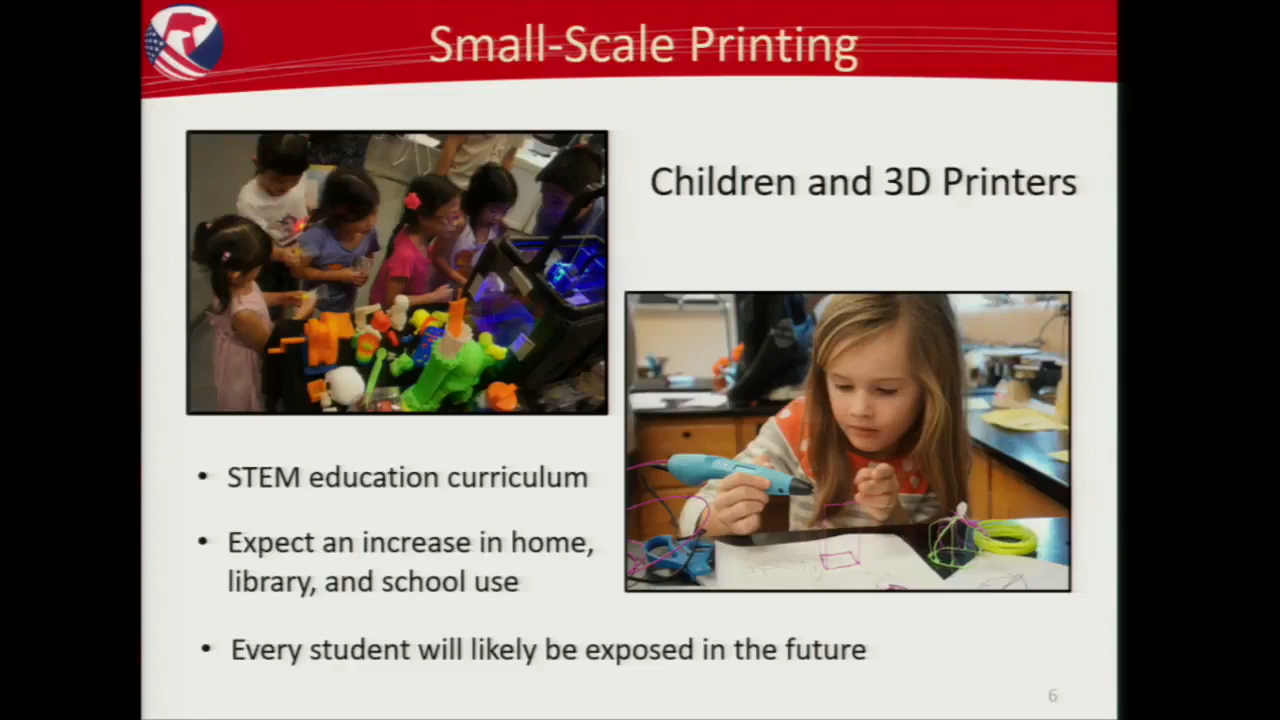 Small-Scale Printing
Children and 3D Printers
• STEM education curriculum
• Expect an increase in home,
library, and school use
• Every student will likely be exposed in the future
6